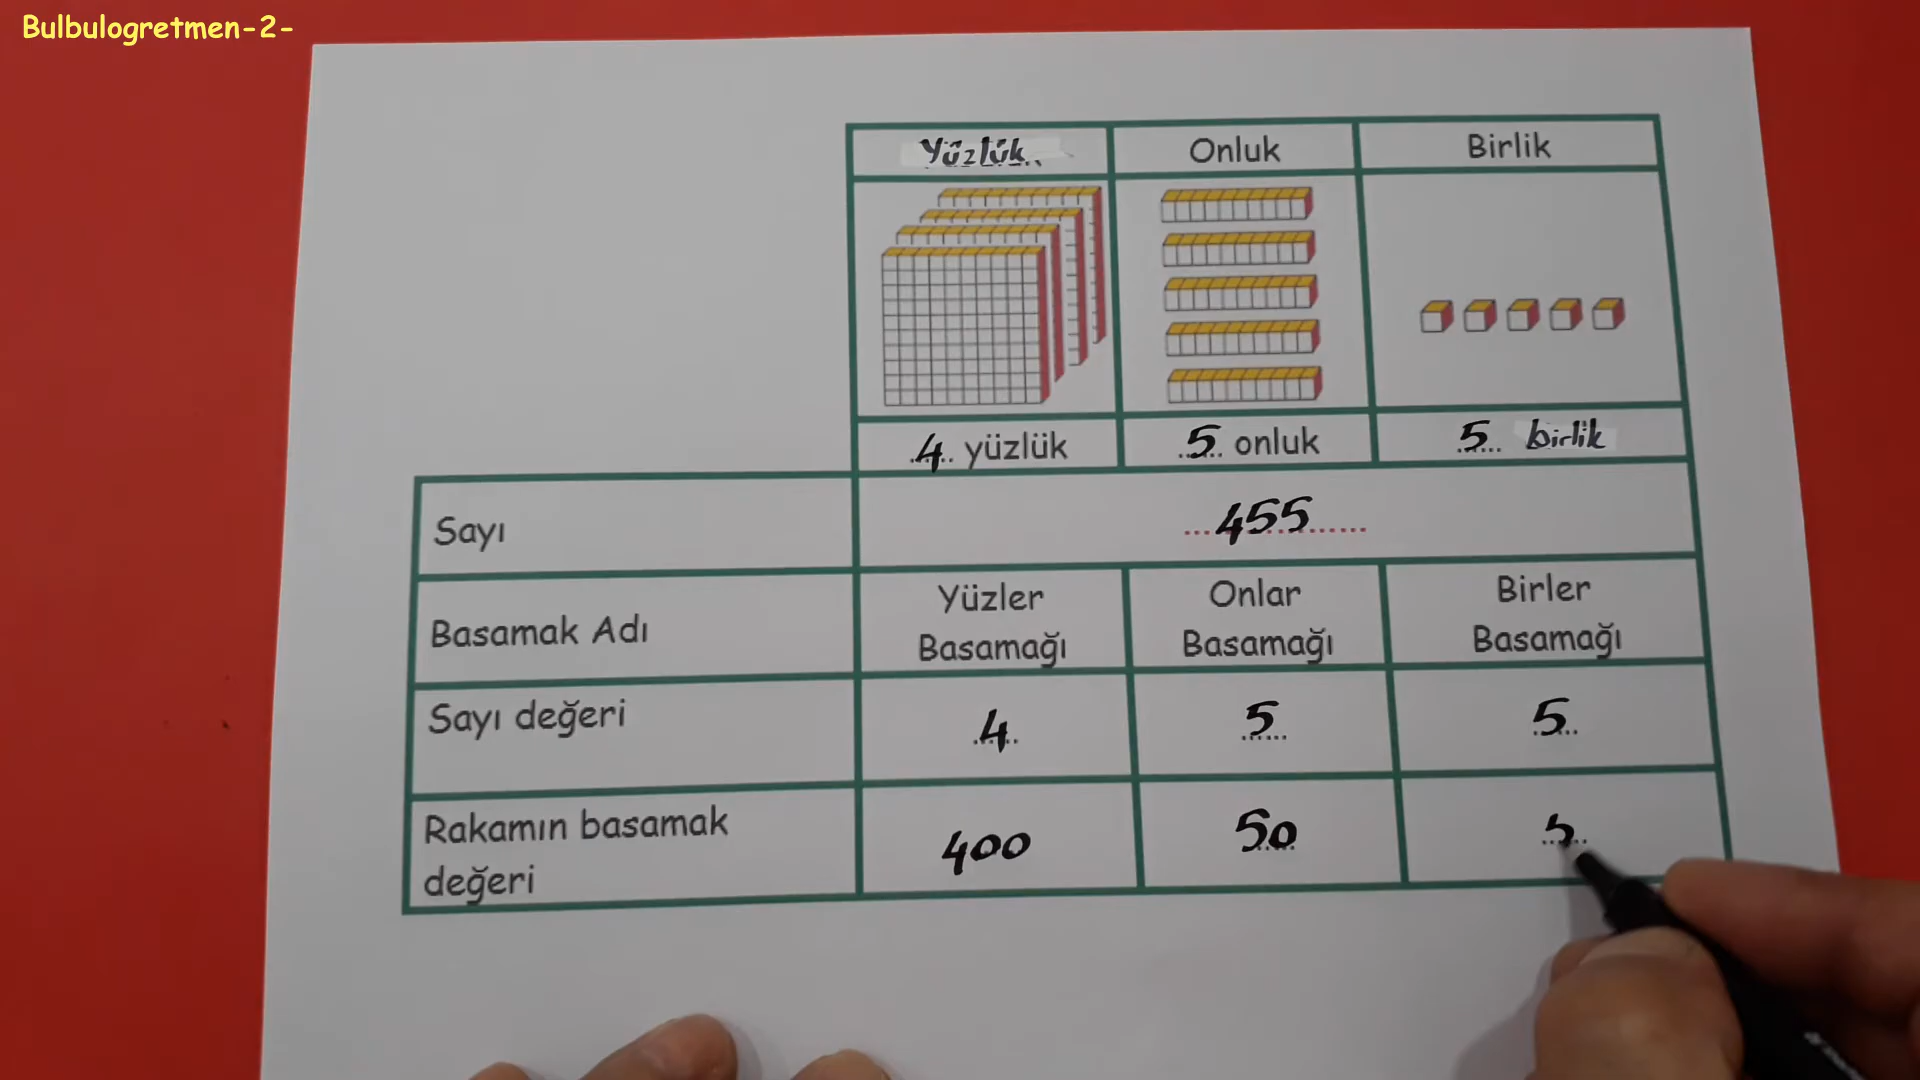 Bulbulogretmen-2-
Yüzlük Onluk Birlik
4 yüzlük 5 onluk 5 birlik
Sayı 455
Basamak Adı Yüzler Basamağı Onlar Basamağı Birler Basamağı
Sayı değeri 4 5 5
Rakamın basamak değeri 400 50 5